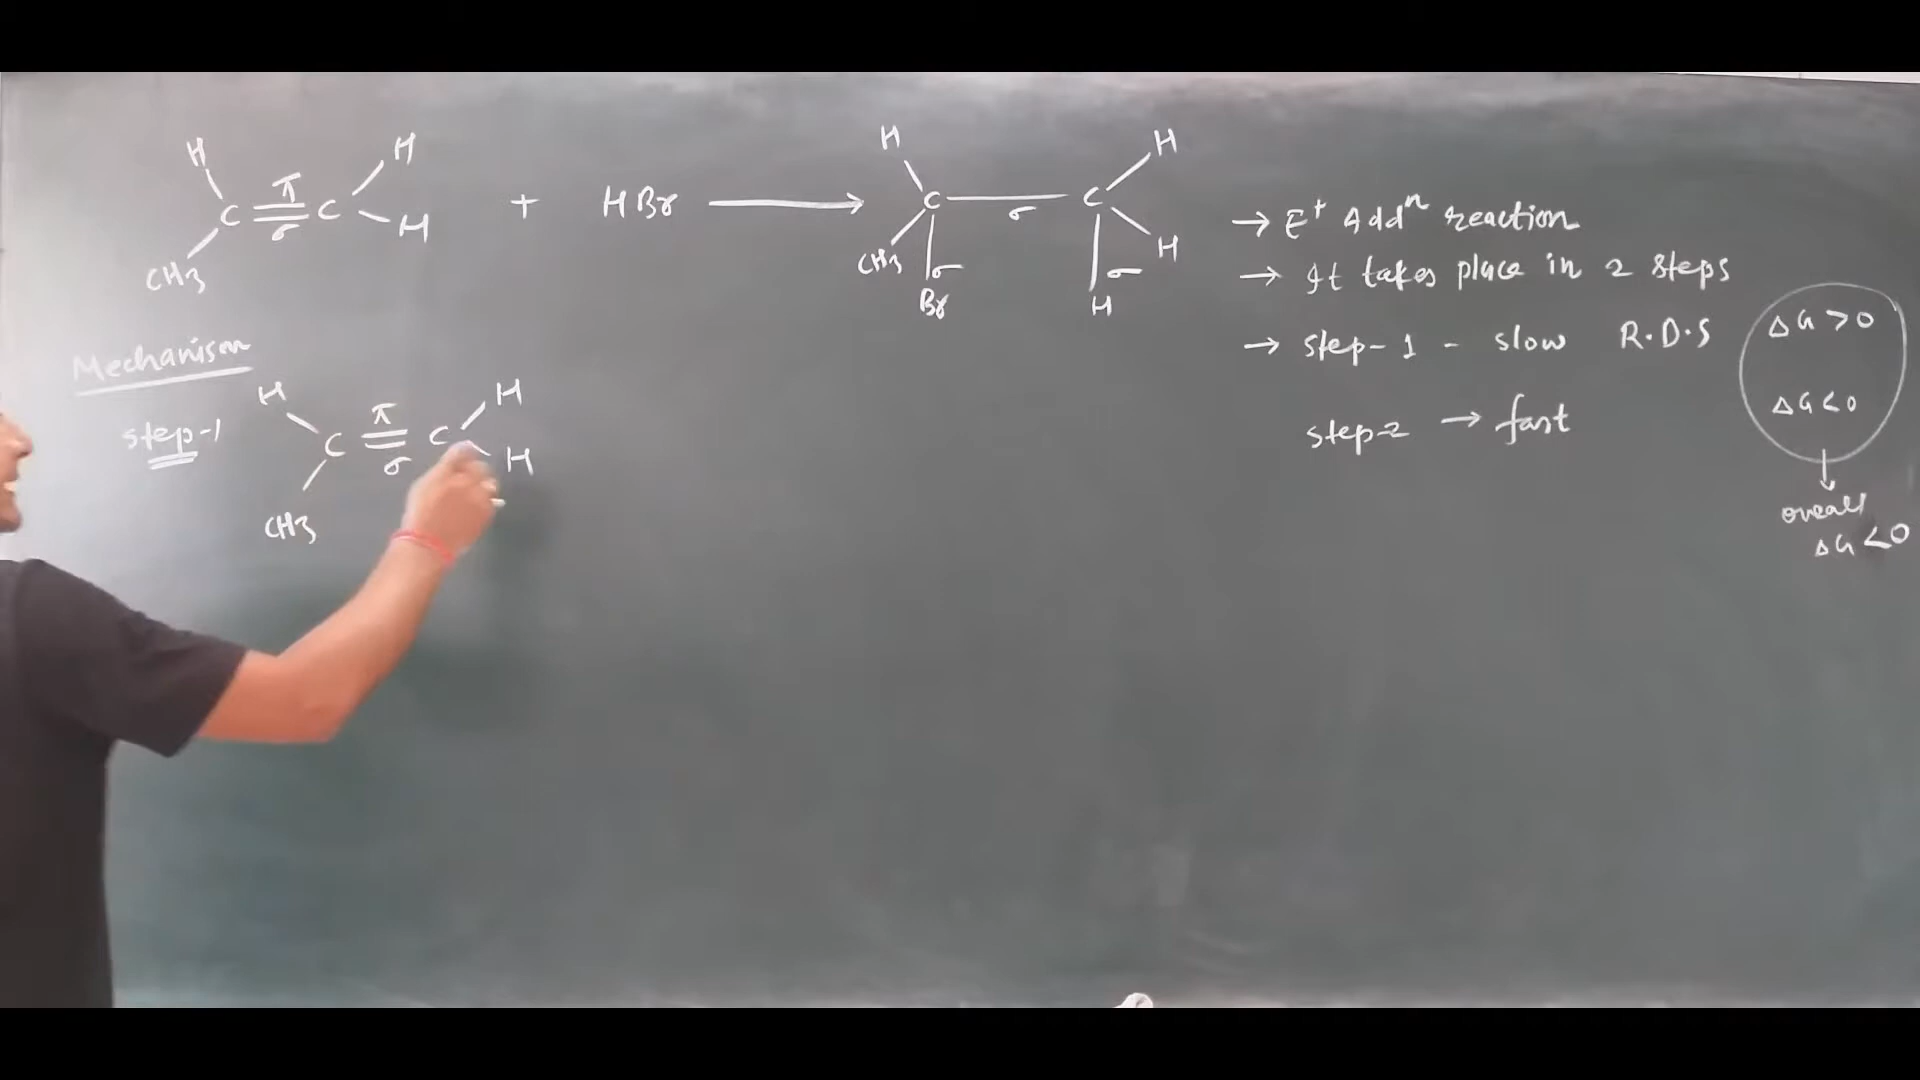 H H
π
C = C + HBr ⟶ C — C
σ σ
CH3 H
H H
CH3 H
σ σ
Br H
→ E⁺ Addⁿ reaction
→ It takes place in 2 steps
→ step-1 - slow R.D.S
step-2 → fast
ΔG > 0
ΔG < 0
↓
overall
ΔG < 0
Mechanism
step-1
H H
π
C = C
σ
H
CH3